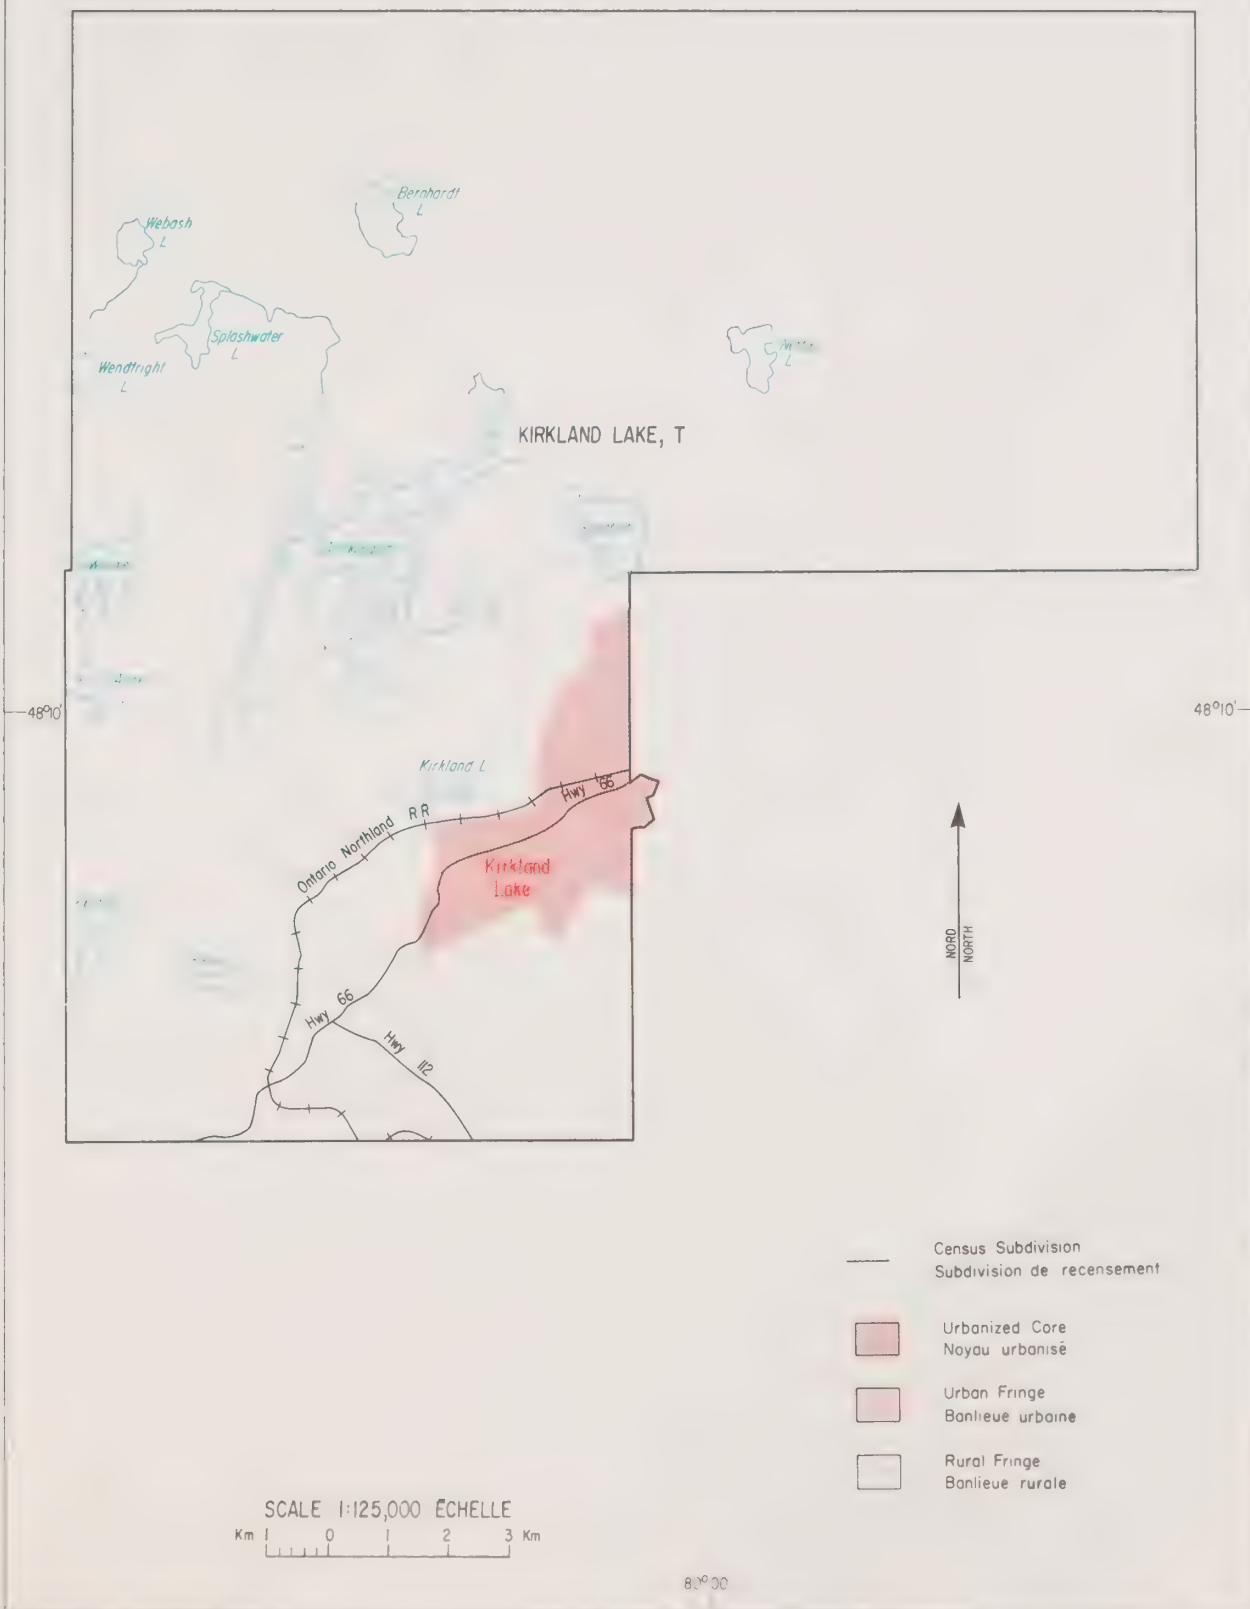 Bernhardt
L
Webash
L
Splashwater
L
Wendtright
L
L
KIRKLAND LAKE, T
48°10'
48°10'
Kirkland L
Hwy 66
Ontario Northland R R
Kirkland
Lake
NORD
NORTH
Hwy 66
Hwy 112
Census Subdivision
Subdivision de recensement
Urbanized Core
Noyau urbanisé
Urban Fringe
Banlieue urbaine
Rural Fringe
Banlieue rurale
SCALE 1:125,000 ÉCHELLE
Km 1 0 1 2 3 Km
80°00